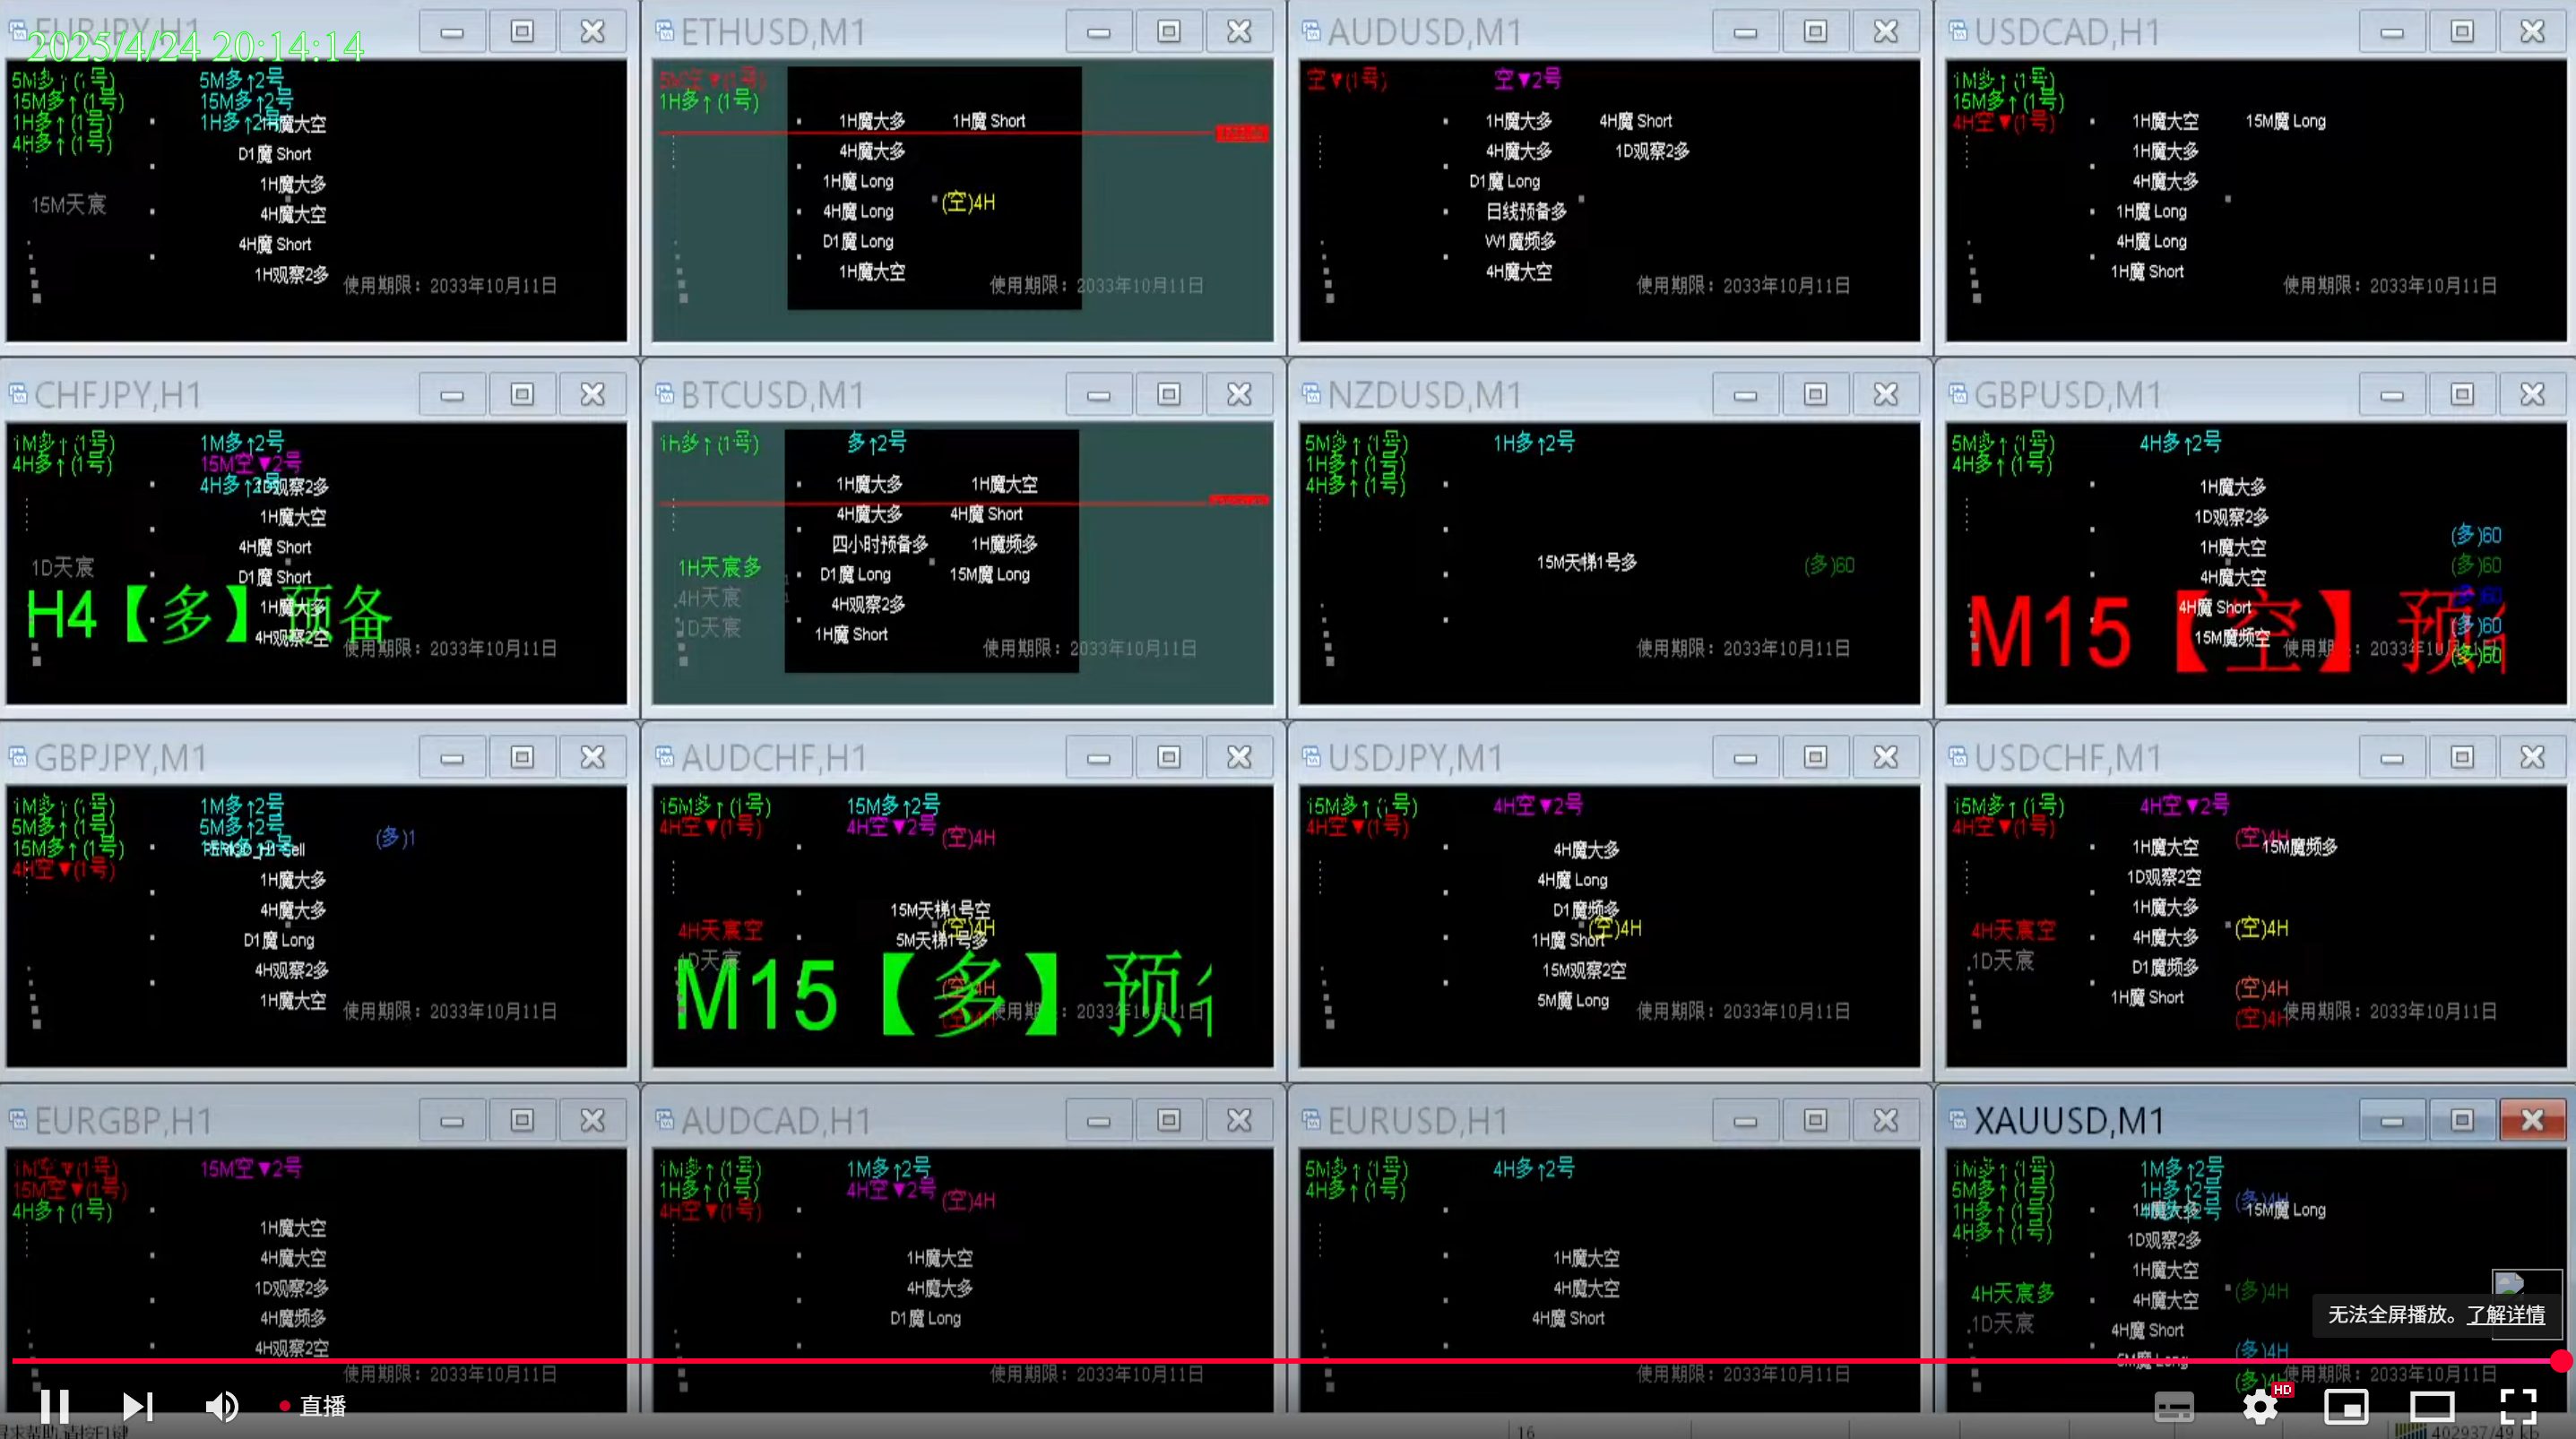 EURJPY,H1
2025/4/24 20:14:14
5M多↑(1号) 5M多↑2号
15M多↑(1号) 15M多↑2号
1H多↑(1号) 1H多↑2号 1H魔大空
4H多↑(1号)
D1魔 Short
1H魔大多
15M天宸
4H魔大空
4H魔 Short
1H观察2多
使用期限：2033年10月11日
ETHUSD,M1
5M空▼(1号)
1H多↑(1号)
1H魔大多 1H魔 Short
4H魔大多
1H魔 Long
(空)4H
4H魔 Long
D1魔 Long
1H魔大空
使用期限：2033年10月11日
AUDUSD,M1
空▼(1号) 空▼2号
1H魔大多 4H魔 Short
4H魔大多 1D观察2多
D1魔 Long
日线预备多
W1魔频多
4H魔大空
使用期限：2033年10月11日
USDCAD,H1
1M多↑(1号)
15M多↑(1号)
4H空▼(1号)
1H魔大空 15M魔 Long
1H魔大多
4H魔大多
1H魔 Long
4H魔 Long
1H魔 Short
使用期限：2033年10月11日
CHFJPY,H1
1M多↑(1号) 1M多↑2号
4H多↑(1号) 15M空▼2号
4H多↑2号 1D观察2多
1H魔大空
4H魔 Short
1D天宸
D1魔 Short
H4【多】预备
1H魔大多
4H观察2空
使用期限：2033年10月11日
BTCUSD,M1
1h多↑(1号) 多↑2号
1H魔大多 1H魔大空
4H魔大多 4H魔 Short
四小时预备多 1H魔频多
1H天宸多
D1魔 Long 15M魔 Long
4H天宸
4H观察2多
1D天宸
1H魔 Short
使用期限：2033年10月11日
NZDUSD,M1
5M多↑(1号) 1H多↑2号
1H多↑(1号)
4H多↑(1号)
15M天梯1号多 (多)60
使用期限：2033年10月11日
GBPUSD,M1
5M多↑(1号) 4H多↑2号
4H多↑(1号)
1H魔大多
1D观察2多
(多)60
1H魔大空
(多)60
4H魔大空
(多)60
4H魔 Short
M15【空】预
(多)60
15M魔频空
使用期限：2033年10月11日
(多)60
GBPJPY,M1
1M多↑(1号) 1M多↑2号
5M多↑(1号) 5M多↑2号
(多)1
15M多↑(1号)
4H空▼(1号)
1H魔大多
4H魔大多
D1魔 Long
4H观察2多
1H魔大空
使用期限：2033年10月11日
AUDCHF,H1
15M多↑(1号) 15M多↑2号
4H空▼(1号) 4H空▼2号
(空)4H
15M天梯1号空
4H天宸空
(空)4H
5M天梯1号多
1D天宸
M15【多】预
(空)4H
(空)4H
使用期限：2033年10月11日
USDJPY,M1
15M多↑(1号) 4H空▼2号
4H空▼(1号)
4H魔大多
4H魔 Long
D1魔频多
(空)4H
1H魔 Short
15M观察2空
5M魔 Long
使用期限：2033年10月11日
USDCHF,M1
15M多↑(1号) 4H空▼2号
4H空▼(1号)
(空)4H
1H魔大空 15M魔频多
1D观察2空
1H魔大多
4H天宸空
(空)4H
4H魔大多
1D天宸
D1魔频多
(空)4H
1H魔 Short
(空)4H
使用期限：2033年10月11日
EURGBP,H1
1M空▼(1号) 15M空▼2号
15M空▼(1号)
4H多↑(1号)
1H魔大空
4H魔大空
1D观察2多
4H魔频多
4H观察2空
使用期限：2033年10月11日
AUDCAD,H1
1M多↑(1号) 1M多↑2号
1H多↑(1号) 4H空▼2号
(空)4H
4H空▼(1号)
1H魔大空
4H魔大多
D1魔 Long
使用期限：2033年10月11日
EURUSD,H1
5M多↑(1号) 4H多↑2号
4H多↑(1号)
1H魔大空
4H魔大空
4H魔 Short
使用期限：2033年10月11日
XAUUSD,M1
1M多↑(1号) 1M多↑2号
5M多↑(1号) 1H多↑2号
(多)4H
1H多↑(1号)
15M魔 Long
4H多↑(1号)
1D观察2多
1H魔大空
4H天宸多
(多)4H
4H魔大空
1D天宸
4H魔 Short
(多)4H
5M魔 Long
使用期限：2033年10月11日
无法全屏播放。了解详情
直播
HD
16
402937/49 kb